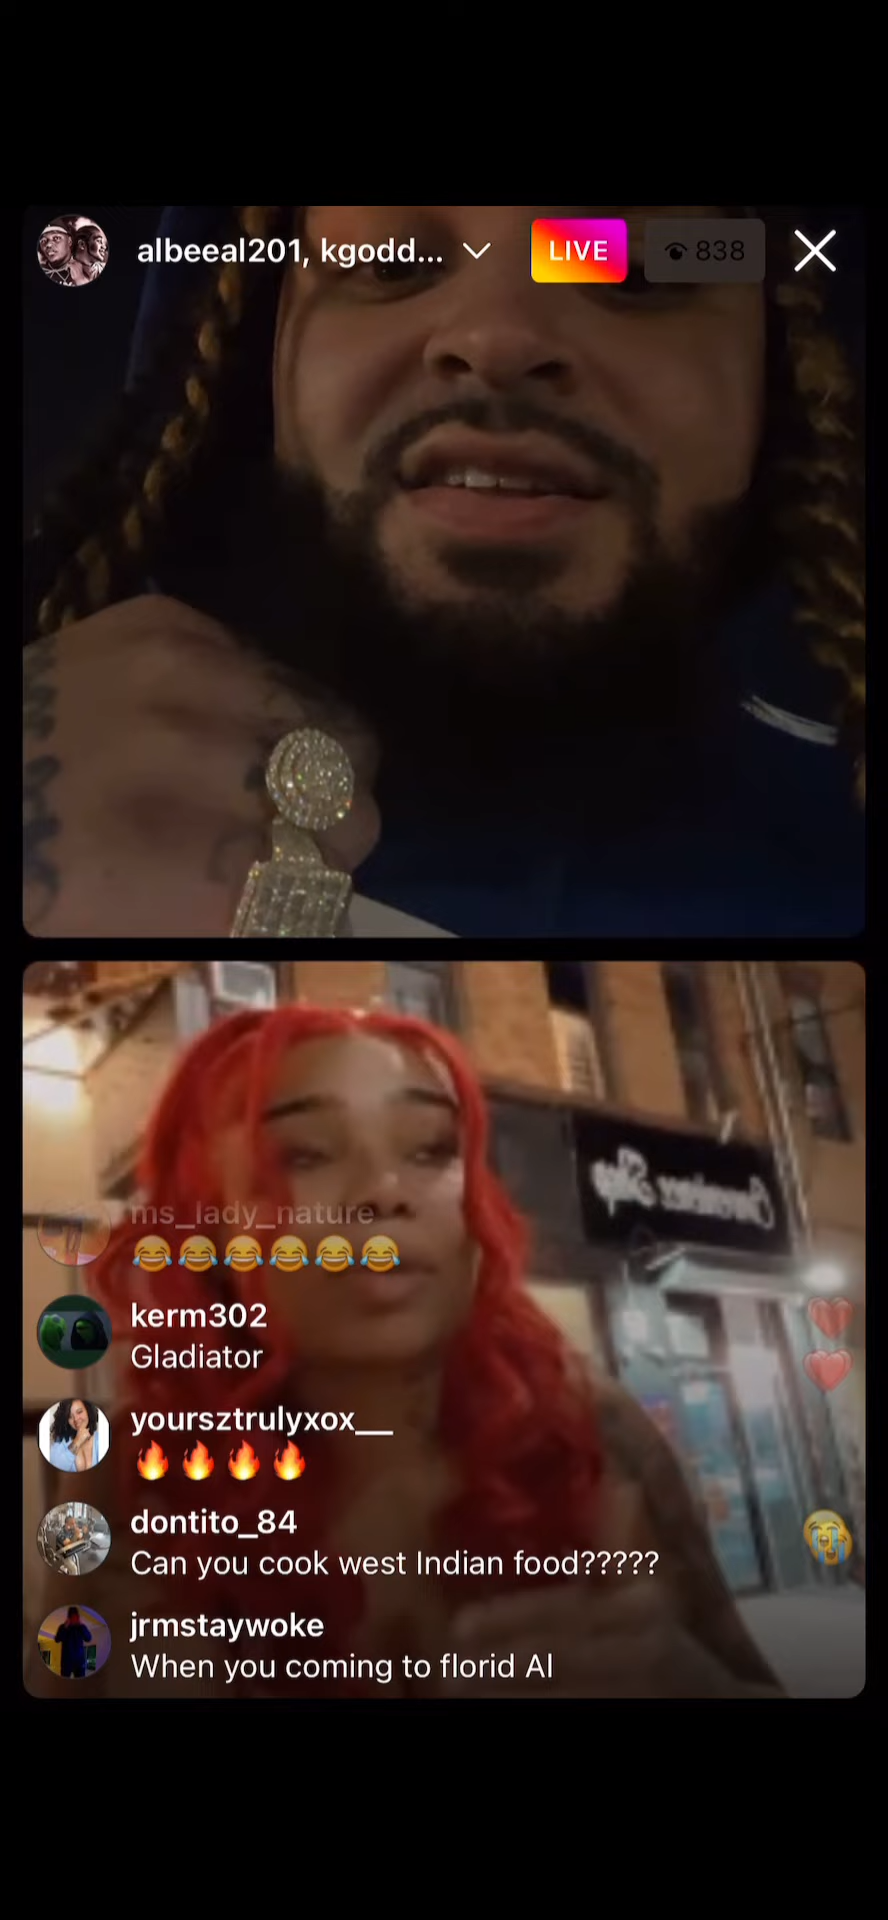 albeeal201, kgodd...
LIVE
838
ms_lady_nature
😂😂😂😂😂😂
kerm302
Gladiator
yoursztrulyxox__
🔥🔥🔥🔥
dontito_84
Can you cook west Indian food?????
jrmstaywoke
When you coming to florid Al